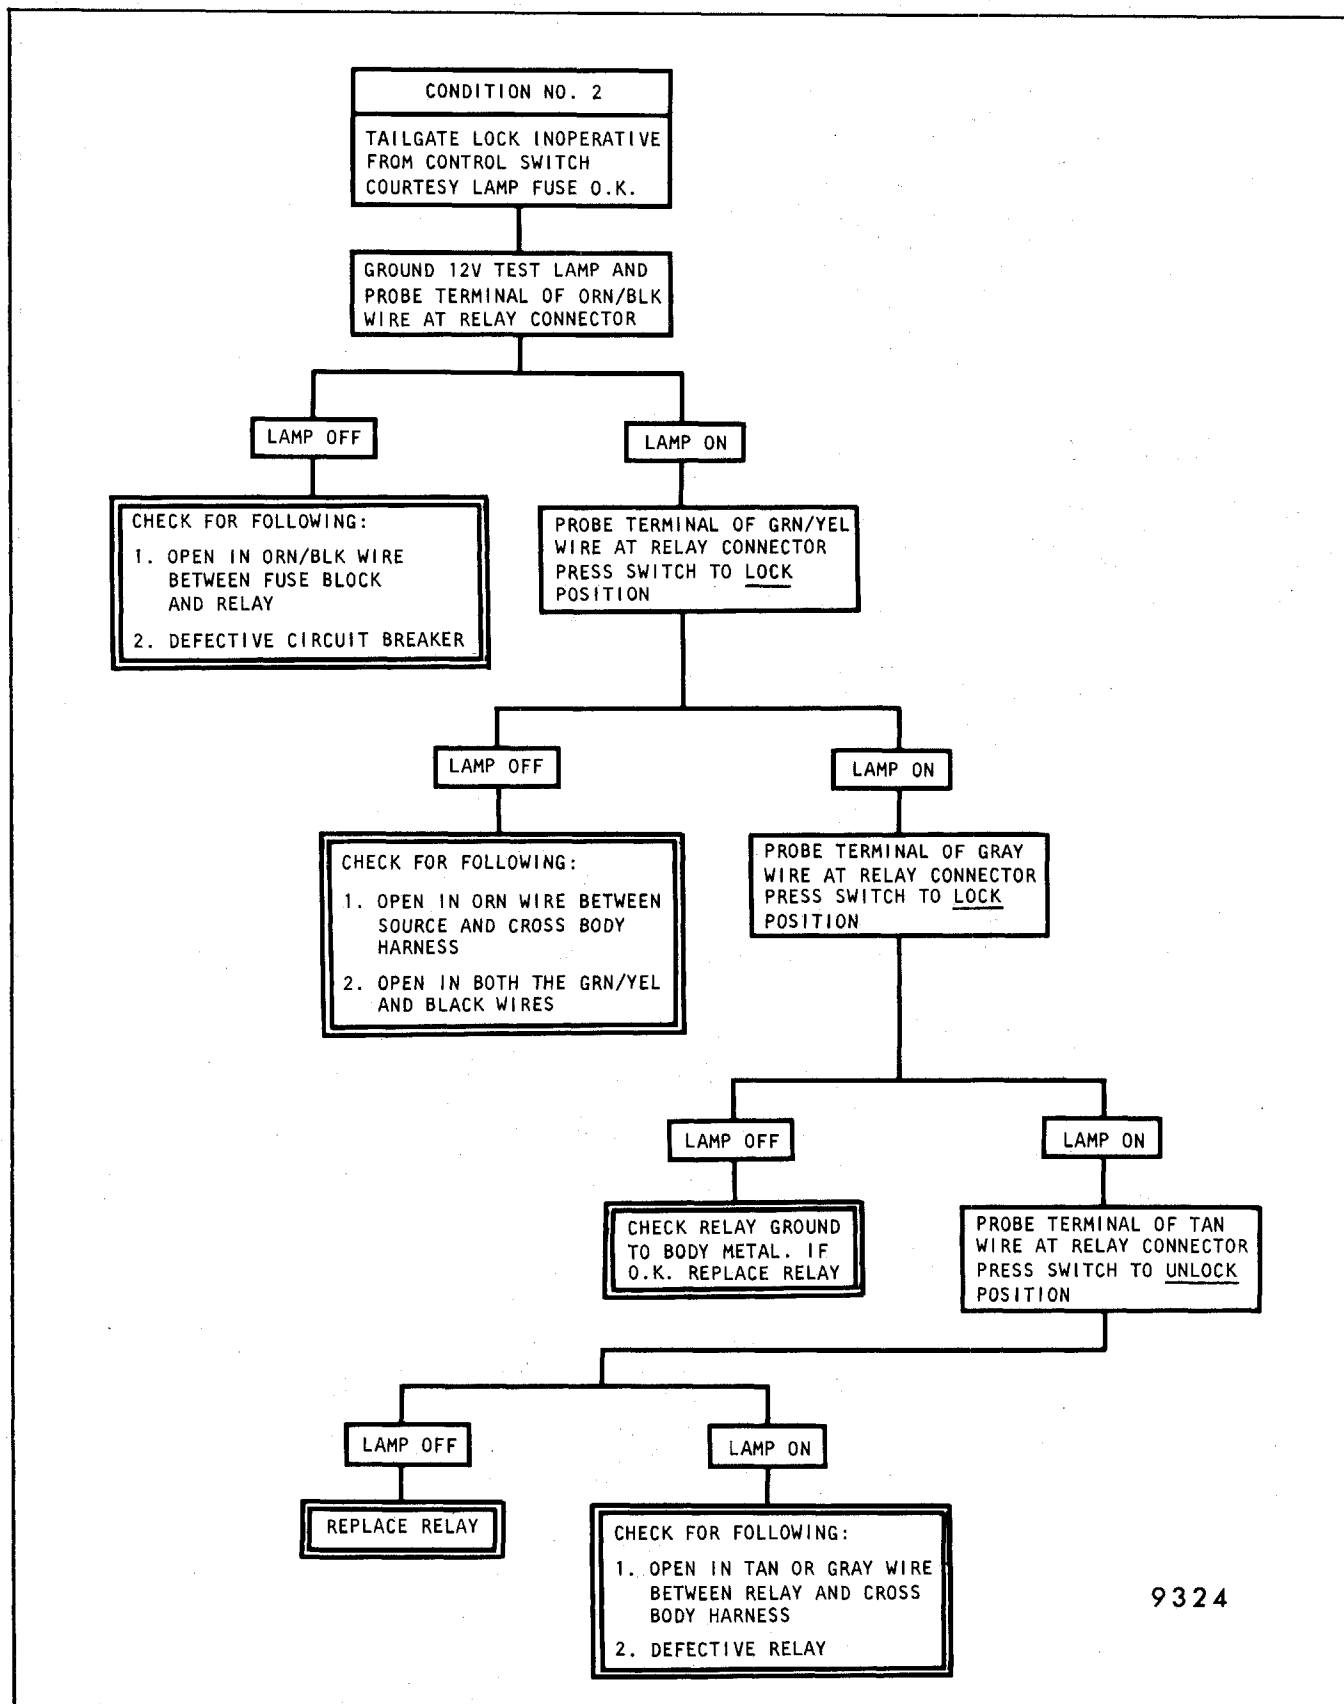 CONDITION NO. 2
TAILGATE LOCK INOPERATIVE
FROM CONTROL SWITCH
COURTESY LAMP FUSE O.K.
GROUND 12V TEST LAMP AND
PROBE TERMINAL OF ORN/BLK
WIRE AT RELAY CONNECTOR
LAMP OFF
LAMP ON
CHECK FOR FOLLOWING:
1. OPEN IN ORN/BLK WIRE
BETWEEN FUSE BLOCK
AND RELAY
2. DEFECTIVE CIRCUIT BREAKER
PROBE TERMINAL OF GRN/YEL
WIRE AT RELAY CONNECTOR
PRESS SWITCH TO LOCK
POSITION
LAMP OFF
LAMP ON
CHECK FOR FOLLOWING:
1. OPEN IN ORN WIRE BETWEEN
SOURCE AND CROSS BODY
HARNESS
2. OPEN IN BOTH THE GRN/YEL
AND BLACK WIRES
PROBE TERMINAL OF GRAY
WIRE AT RELAY CONNECTOR
PRESS SWITCH TO LOCK
POSITION
LAMP OFF
LAMP ON
CHECK RELAY GROUND
TO BODY METAL. IF
O.K. REPLACE RELAY
PROBE TERMINAL OF TAN
WIRE AT RELAY CONNECTOR
PRESS SWITCH TO UNLOCK
POSITION
LAMP OFF
LAMP ON
REPLACE RELAY
CHECK FOR FOLLOWING:
1. OPEN IN TAN OR GRAY WIRE
BETWEEN RELAY AND CROSS
BODY HARNESS
2. DEFECTIVE RELAY
9324